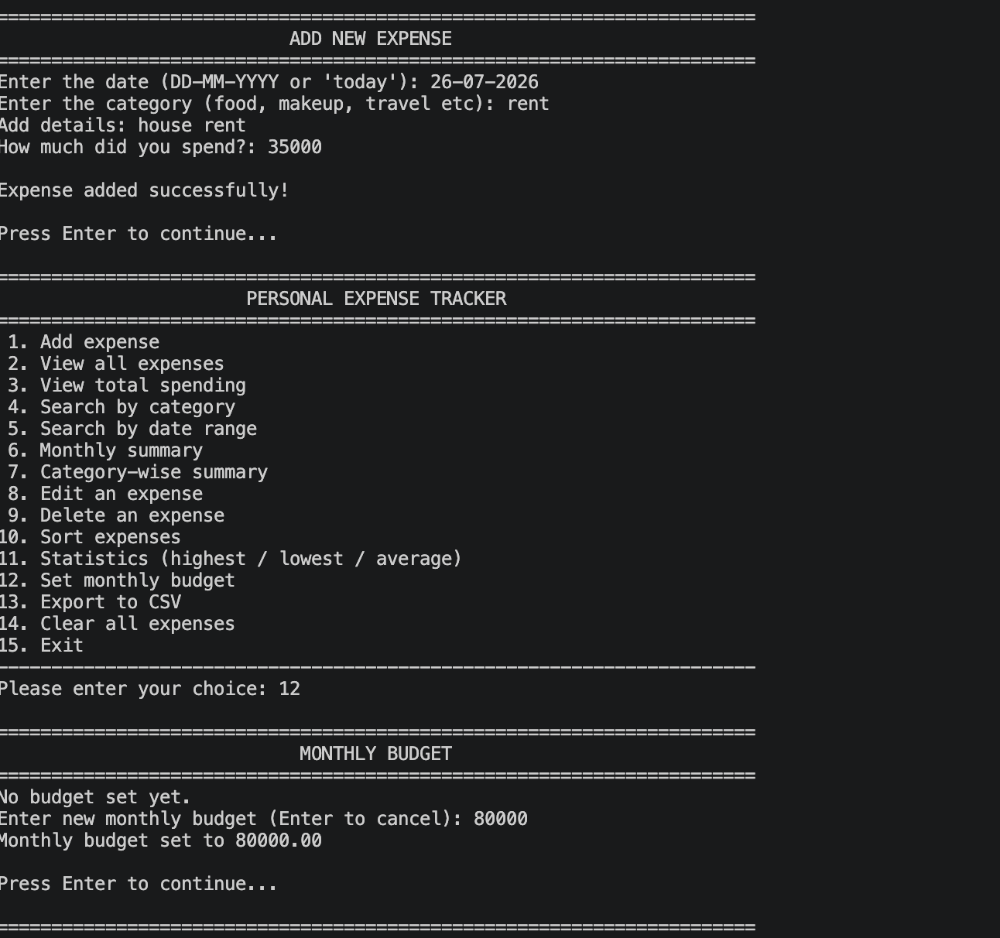 ADD NEW EXPENSE
Enter the date (DD-MM-YYYY or 'today'): 26-07-2026
Enter the category (food, makeup, travel etc): rent
Add details: house rent
How much did you spend?: 35000
Expense added successfully!
Press Enter to continue...
PERSONAL EXPENSE TRACKER
1. Add expense
2. View all expenses
3. View total spending
4. Search by category
5. Search by date range
6. Monthly summary
7. Category-wise summary
8. Edit an expense
9. Delete an expense
10. Sort expenses
11. Statistics (highest / lowest / average)
12. Set monthly budget
13. Export to CSV
14. Clear all expenses
15. Exit
Please enter your choice: 12
MONTHLY BUDGET
No budget set yet.
Enter new monthly budget (Enter to cancel): 80000
Monthly budget set to 80000.00
Press Enter to continue...